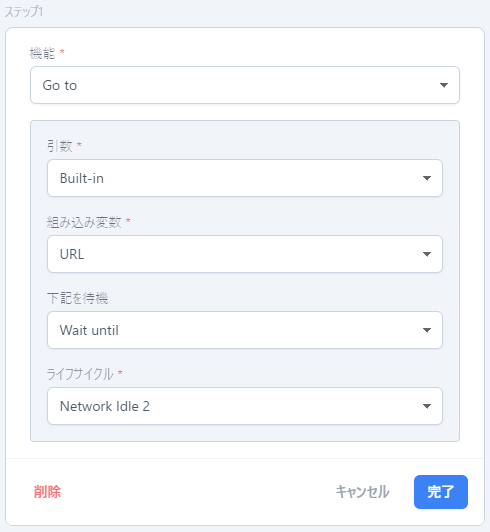 ステップ1
機能 *
Go to
引数 *
Built-in
組み込み変数 *
URL
下記を待機
Wait until
ライフサイクル *
Network Idle 2
削除 キャンセル 完了